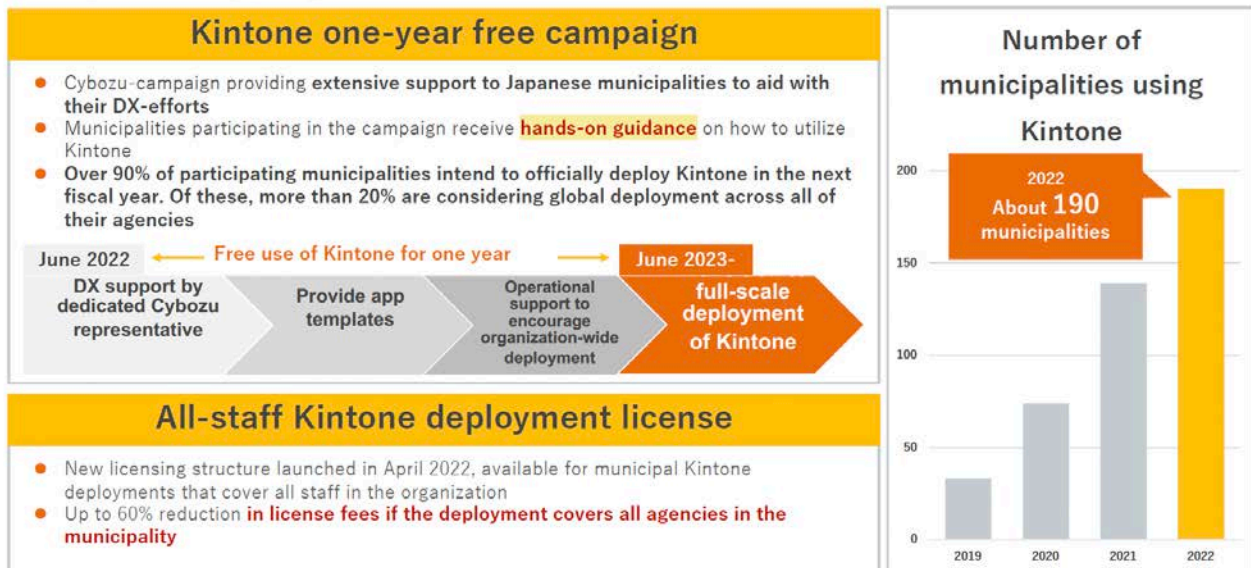 Kintone one-year free campaign
Cybozu-campaign providing extensive support to Japanese municipalities to aid with
their DX-efforts
Municipalities participating in the campaign receive hands-on guidance on how to utilize
Kintone
Over 90% of participating municipalities intend to officially deploy Kintone in the next
fiscal year. Of these, more than 20% are considering global deployment across all of
their agencies
June 2022
Free use of Kintone for one year
June 2023-
DX support by
dedicated Cybozu
representative
Provide app
templates
Operational
support to
encourage
organization-wide
deployment
full-scale
deployment
of Kintone
All-staff Kintone deployment license
New licensing structure launched in April 2022, available for municipal Kintone
deployments that cover all staff in the organization
Up to 60% reduction in license fees if the deployment covers all agencies in the
municipality
Number of
municipalities using
Kintone
200
2022
About 190
municipalities
150
100
50
0
2019
2020
2021
2022